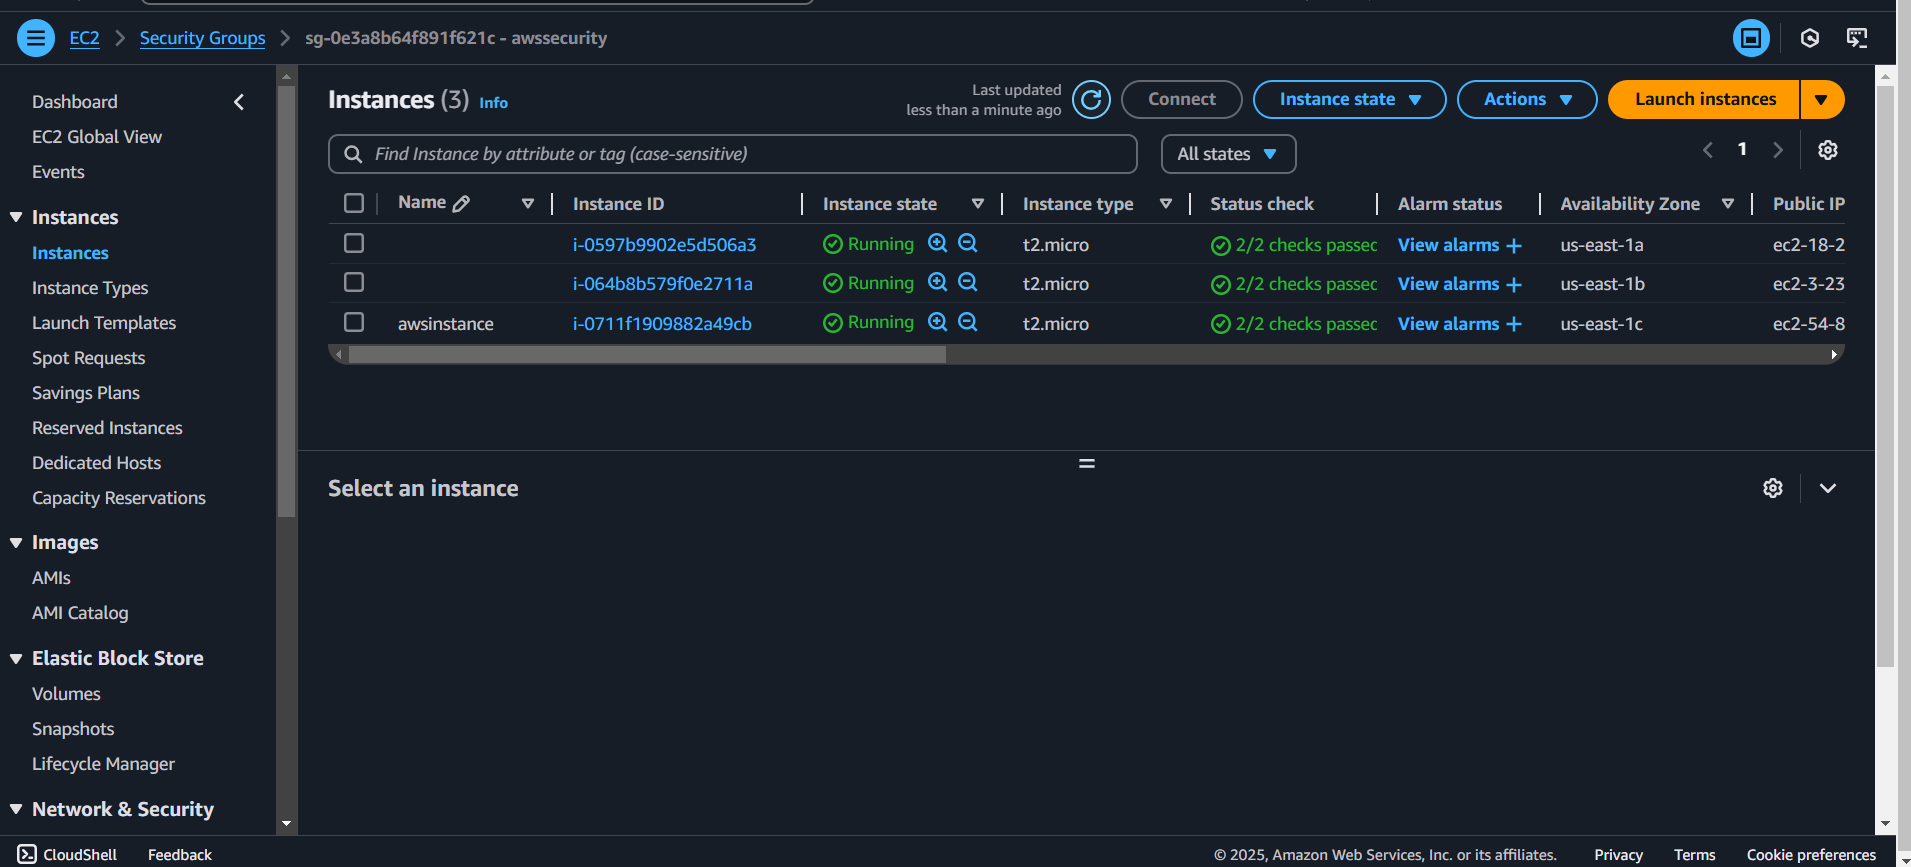 EC2 > Security Groups > sg-0e3a8b64f891f621c - awssecurity
Dashboard
EC2 Global View
Events
Instances
Instances
Instance Types
Launch Templates
Spot Requests
Savings Plans
Reserved Instances
Dedicated Hosts
Capacity Reservations
Images
AMIs
AMI Catalog
Elastic Block Store
Volumes
Snapshots
Lifecycle Manager
Network & Security
Instances (3) Info
Last updated
less than a minute ago
Connect Instance state Actions Launch instances
Find Instance by attribute or tag (case-sensitive) All states 1
Name Instance ID Instance state Instance type Status check Alarm status Availability Zone Public IP
i-0597b9902e5d506a3 Running t2.micro 2/2 checks passec View alarms + us-east-1a ec2-18-2
i-064b8b579f0e2711a Running t2.micro 2/2 checks passec View alarms + us-east-1b ec2-3-23
awsinstance i-0711f1909882a49cb Running t2.micro 2/2 checks passec View alarms + us-east-1c ec2-54-8
Select an instance
CloudShell Feedback © 2025, Amazon Web Services, Inc. or its affiliates. Privacy Terms Cookie preferences